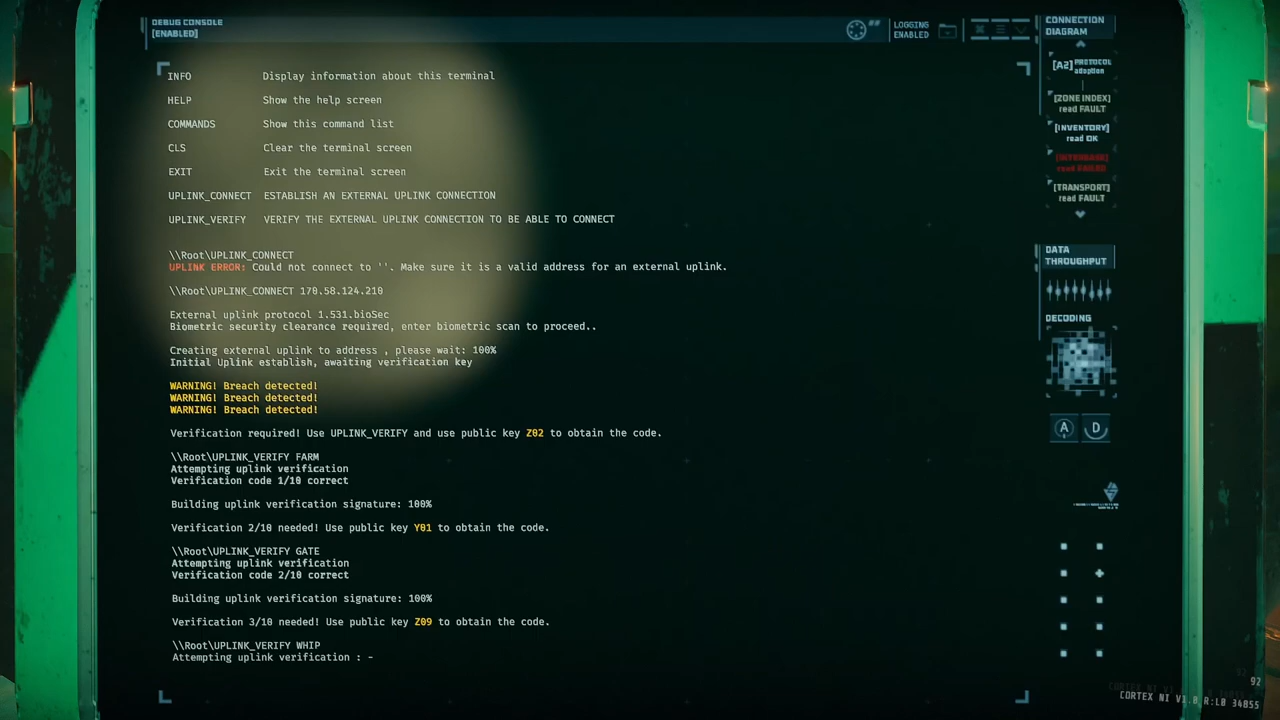 DEBUG CONSOLE
[ENABLED]
LOGGING
ENABLED
INFO Display information about this terminal
HELP Show the help screen
COMMANDS Show this command list
CLS Clear the terminal screen
EXIT Exit the terminal screen
UPLINK_CONNECT ESTABLISH AN EXTERNAL UPLINK CONNECTION
UPLINK_VERIFY VERIFY THE EXTERNAL UPLINK CONNECTION TO BE ABLE TO CONNECT
\\Root\UPLINK_CONNECT
UPLINK ERROR: Could not connect to ''. Make sure it is a valid address for an external uplink.
\\Root\UPLINK_CONNECT 170.58.124.210
External uplink protocol 1.531.bioSec
Biometric security clearance required, enter biometric scan to proceed..
Creating external uplink to address , please wait: 100%
Initial Uplink establish, awaiting verification key
WARNING! Breach detected!
WARNING! Breach detected!
WARNING! Breach detected!
Verification required! Use UPLINK_VERIFY and use public key Z02 to obtain the code.
\\Root\UPLINK_VERIFY FARM
Attempting uplink verification
Verification code 1/10 correct
Building uplink verification signature: 100%
Verification 2/10 needed! Use public key Y01 to obtain the code.
\\Root\UPLINK_VERIFY GATE
Attempting uplink verification
Verification code 2/10 correct
Building uplink verification signature: 100%
Verification 3/10 needed! Use public key Z09 to obtain the code.
\\Root\UPLINK_VERIFY WHIP
Attempting uplink verification : -
CONNECTION
DIAGRAM
[A2] PROTOCOL
adaption
[ZONE INDEX]
read FAULT
[INVENTORY]
read OK
read FAILED
[TRANSPORT]
read FAULT
DATA
THROUGHPUT
DECODING
A D
92
CORTEX NI V1.0 R:L0 34855